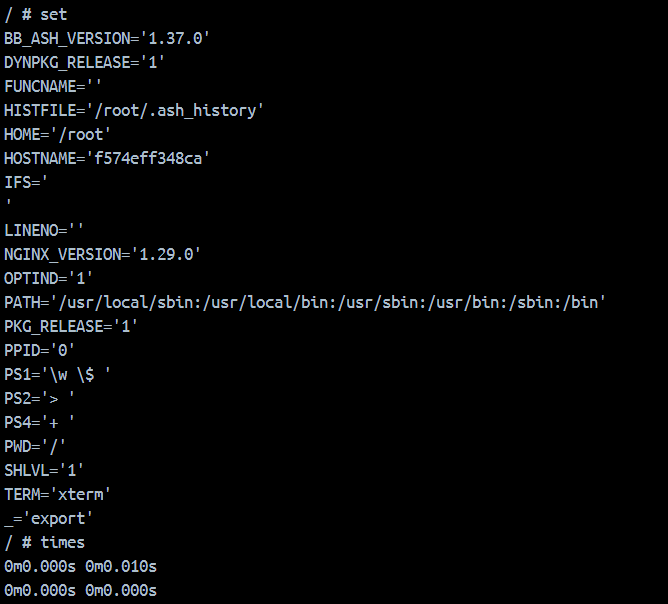 / # set
BB_ASH_VERSION='1.37.0'
DYNPKG_RELEASE='1'
FUNCNAME=''
HISTFILE='/root/.ash_history'
HOME='/root'
HOSTNAME='f574eff348ca'
IFS='
'
LINENO=''
NGINX_VERSION='1.29.0'
OPTIND='1'
PATH='/usr/local/sbin:/usr/local/bin:/usr/sbin:/usr/bin:/sbin:/bin'
PKG_RELEASE='1'
PPID='0'
PS1='\w \$ '
PS2='> '
PS4='+ '
PWD='/'
SHLVL='1'
TERM='xterm'
_='export'
/ # times
0m0.000s 0m0.010s
0m0.000s 0m0.000s